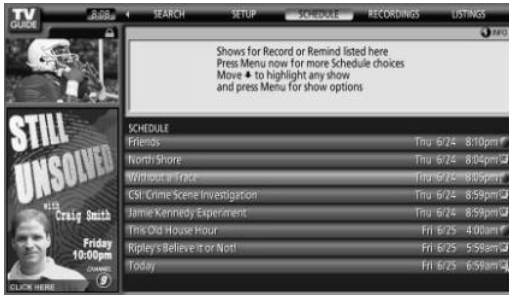 TV
GUIDE
8:08
SEARCH SETUP SCHEDULE RECORDINGS LISTINGS
INFO
Shows for Record or Remind listed here
Press Menu now for more Schedule choices
Move to highlight any show
and press Menu for show options
STILL
UNSOLVED
with
Craig Smith
Friday
10:00pm
CHANNEL
9
CLICK HERE
SCHEDULE
Friends Thu 6/24 8:10pm
North Shore Thu 6/24 8:04pm
Without a Trace Thu 6/24 8:05pm
CSI: Crime Scene Investigation Thu 6/24 8:59pm
Jamie Kennedy Experiment Thu 6/24 8:59pm
This Old House Hour Fri 6/25 4:00am
Ripley's Believe It or Not! Fri 6/25 5:59am
Today Fri 6/25 6:59am